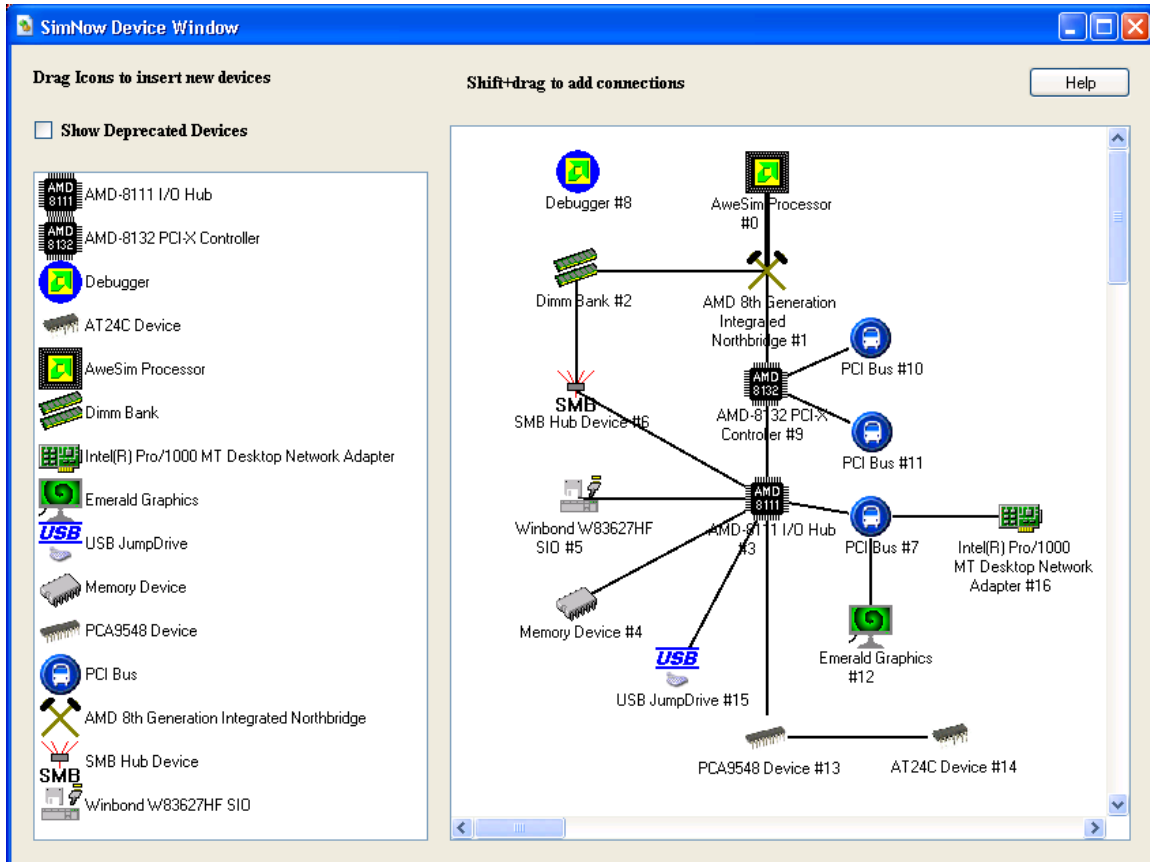 SimNow Device Window
Drag Icons to insert new devices
Shift+drag to add connections
Help
Show Deprecated Devices
AMD
8111
AMD-8111 I/O Hub
AMD
8132
AMD-8132 PCI-X Controller
Debugger
AT24C Device
AweSim Processor
Dimm Bank
Intel(R) Pro/1000 MT Desktop Network Adapter
Emerald Graphics
USB
USB JumpDrive
Memory Device
PCA9548 Device
PCI Bus
AMD 8th Generation Integrated Northbridge
SMB
SMB Hub Device
Winbond W83627HF SIO
Debugger #8
AweSim Processor
#0
Dimm Bank #2
AMD 8th Generation
Integrated
Northbridge #1
PCI Bus #10
SMB
SMB Hub Device #6
AMD
8132
AMD-8132 PCI-X
Controller #9
PCI Bus #11
Winbond W83627HF
SIO #5
AMD
8111
AMD-8111 I/O Hub
#3
PCI Bus #7
Intel(R) Pro/1000
MT Desktop Network
Adapter #16
Memory Device #4
Emerald Graphics
#12
USB
USB JumpDrive #15
PCA9548 Device #13
AT24C Device #14